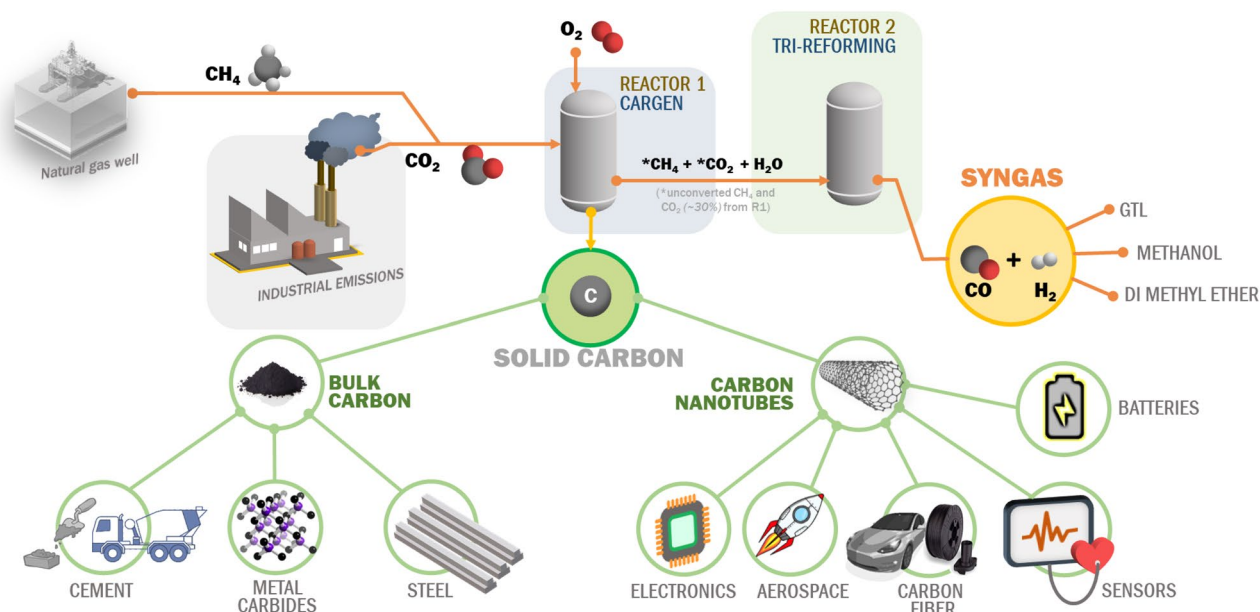 O₂
REACTOR 2
TRI-REFORMING
CH₄
REACTOR 1
CARGEN
Natural gas well
CO₂
*CH₄ + *CO₂ + H₂O
(*unconverted CH₄ and
CO₂ (~30%) from R1)
SYNGAS
GTL
METHANOL
DI METHYL ETHER
CO + H₂
INDUSTRIAL EMISSIONS
C
SOLID CARBON
BULK
CARBON
CARBON
NANOTUBES
BATTERIES
CEMENT
METAL
CARBIDES
STEEL
ELECTRONICS
AEROSPACE
CARBON
FIBER
SENSORS